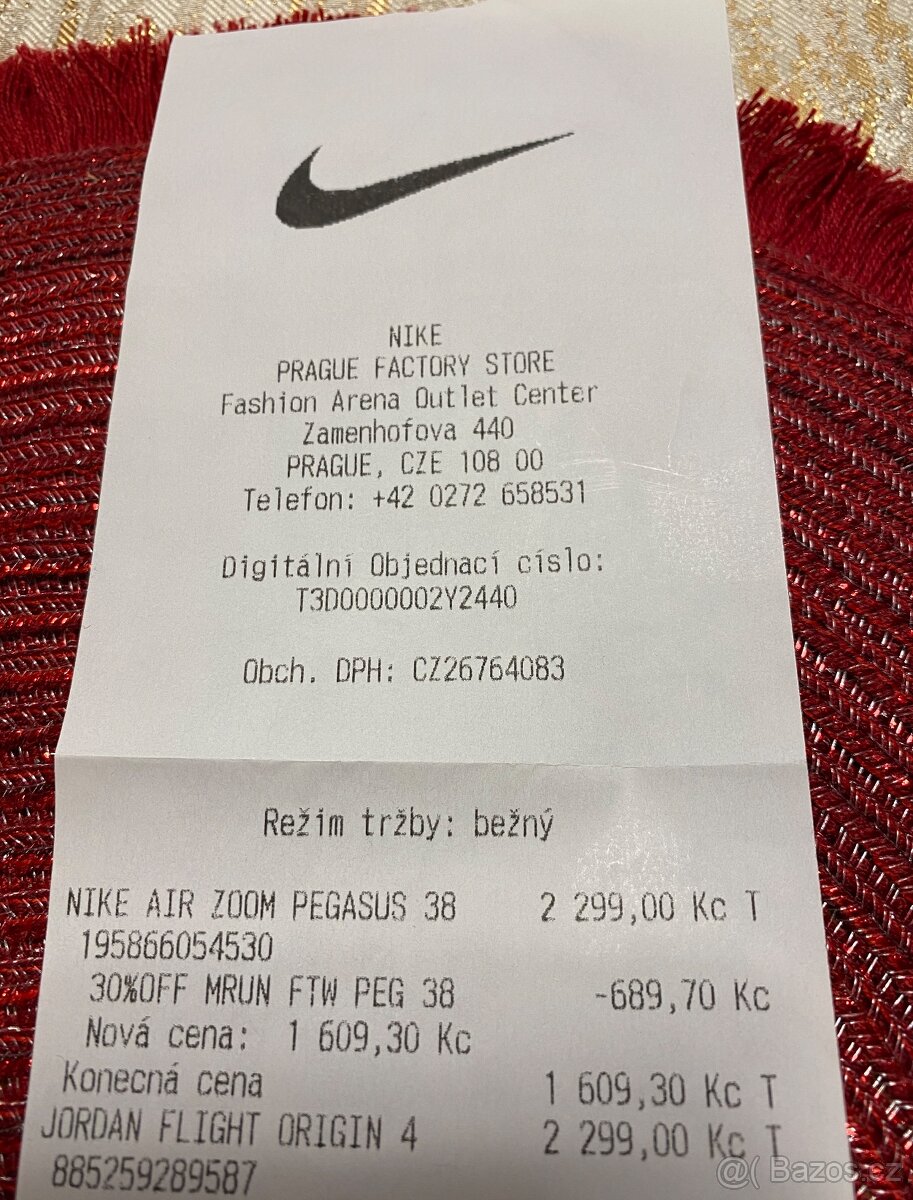 NIKE
PRAGUE FACTORY STORE
Fashion Arena Outlet Center
Zamenhofova 440
PRAGUE, CZE 108 00
Telefon: +42 0272 658531
Digitální Objednací císlo:
T3D0000002Y2440
Obch. DPH: CZ26764083
Režim tržby: bežný
NIKE AIR ZOOM PEGASUS 38 2 299,00 Kc T
195866054530
30%OFF MRUN FTW PEG 38 -689,70 Kc
Nová cena: 1 609,30 Kc
Konecná cena 1 609,30 Kc T
JORDAN FLIGHT ORIGIN 4 2 299,00 Kc T
885259289587
@( Bazos.cz